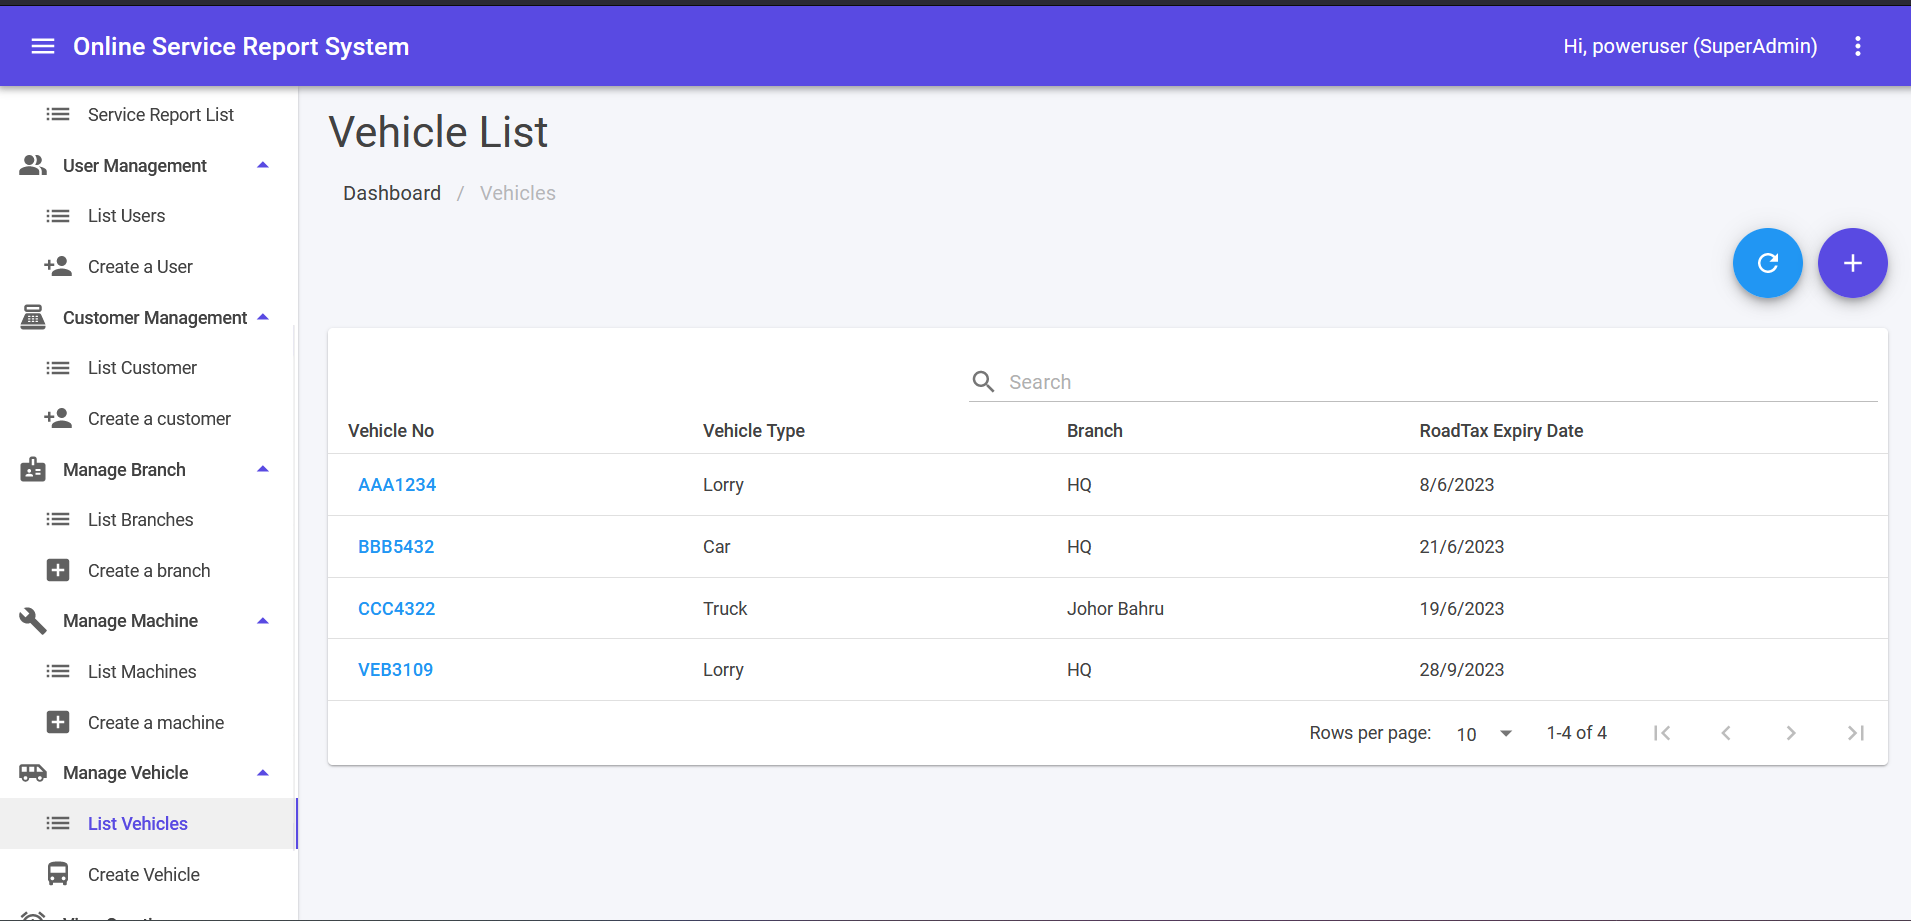 Online Service Report System
Hi, poweruser (SuperAdmin)
Service Report List
User Management
List Users
Create a User
Customer Management
List Customer
Create a customer
Manage Branch
List Branches
Create a branch
Manage Machine
List Machines
Create a machine
Manage Vehicle
List Vehicles
Create Vehicle
Vehicle List
Dashboard / Vehicles
Search
Vehicle No Vehicle Type Branch RoadTax Expiry Date
AAA1234 Lorry HQ 8/6/2023
BBB5432 Car HQ 21/6/2023
CCC4322 Truck Johor Bahru 19/6/2023
VEB3109 Lorry HQ 28/9/2023
Rows per page: 10 1-4 of 4